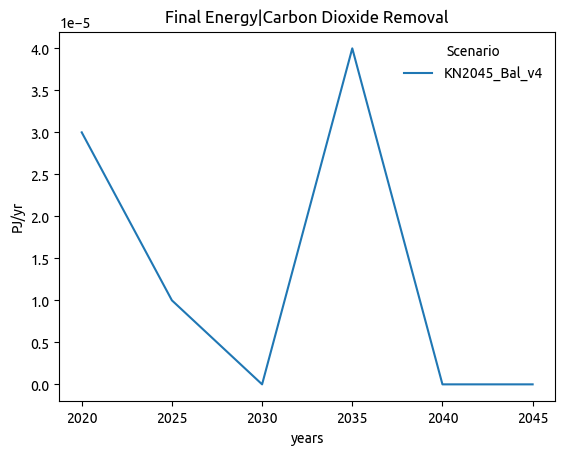 Final Energy|Carbon Dioxide Removal
1e−5
Scenario
KN2045_Bal_v4
4.0
3.5
3.0
2.5
2.0
1.5
1.0
0.5
0.0
PJ/yr
2020 2025 2030 2035 2040 2045
years